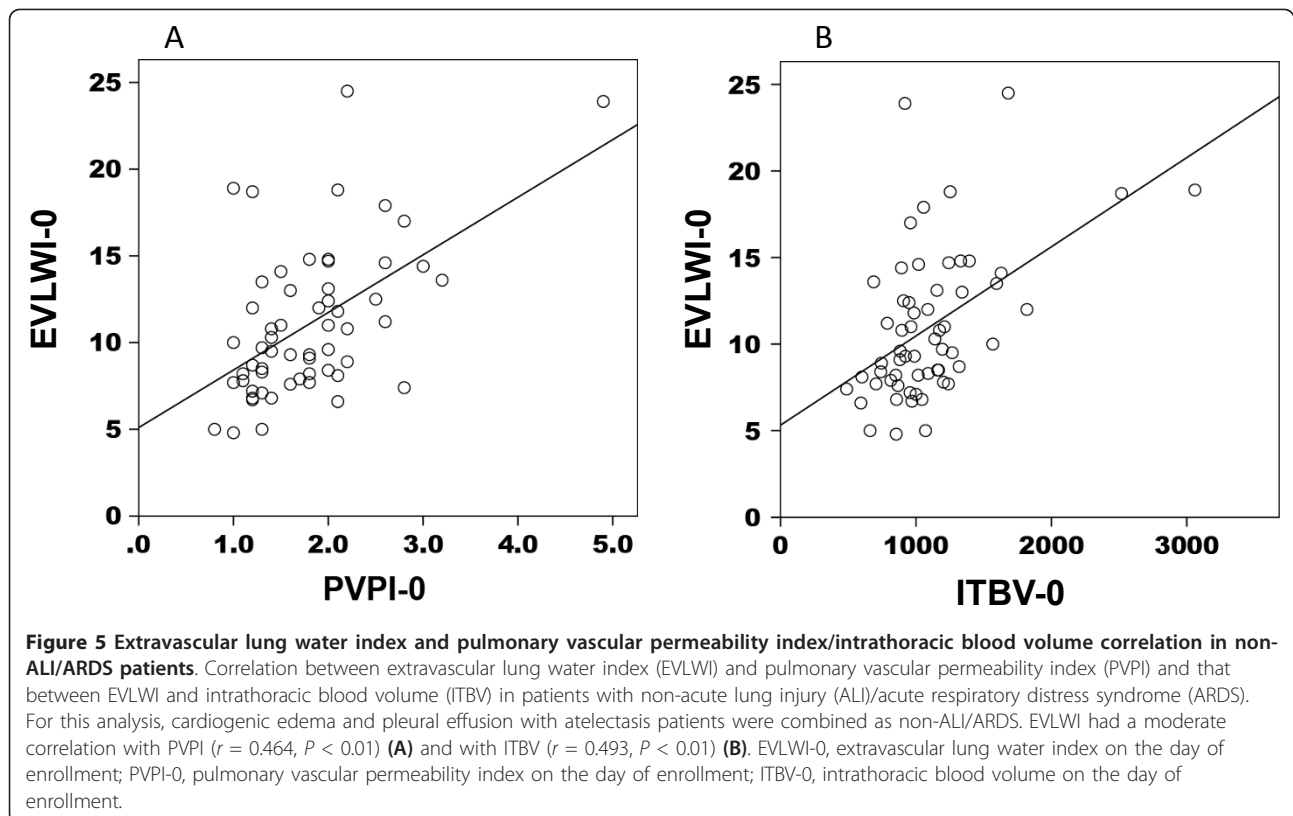 A
B
25
20
15
10
5
0
EVLWI-0
.0 1.0 2.0 3.0 4.0 5.0
PVPI-0
25
20
15
10
5
0
EVLWI-0
0 1000 2000 3000
ITBV-0
Figure 5 Extravascular lung water index and pulmonary vascular permeability index/intrathoracic blood volume correlation in non-
ALI/ARDS patients. Correlation between extravascular lung water index (EVLWI) and pulmonary vascular permeability index (PVPI) and that
between EVLWI and intrathoracic blood volume (ITBV) in patients with non-acute lung injury (ALI)/acute respiratory distress syndrome (ARDS).
For this analysis, cardiogenic edema and pleural effusion with atelectasis patients were combined as non-ALI/ARDS. EVLWI had a moderate
correlation with PVPI (r = 0.464, P < 0.01) (A) and with ITBV (r = 0.493, P < 0.01) (B). EVLWI-0, extravascular lung water index on the day of
enrollment; PVPI-0, pulmonary vascular permeability index on the day of enrollment; ITBV-0, intrathoracic blood volume on the day of
enrollment.